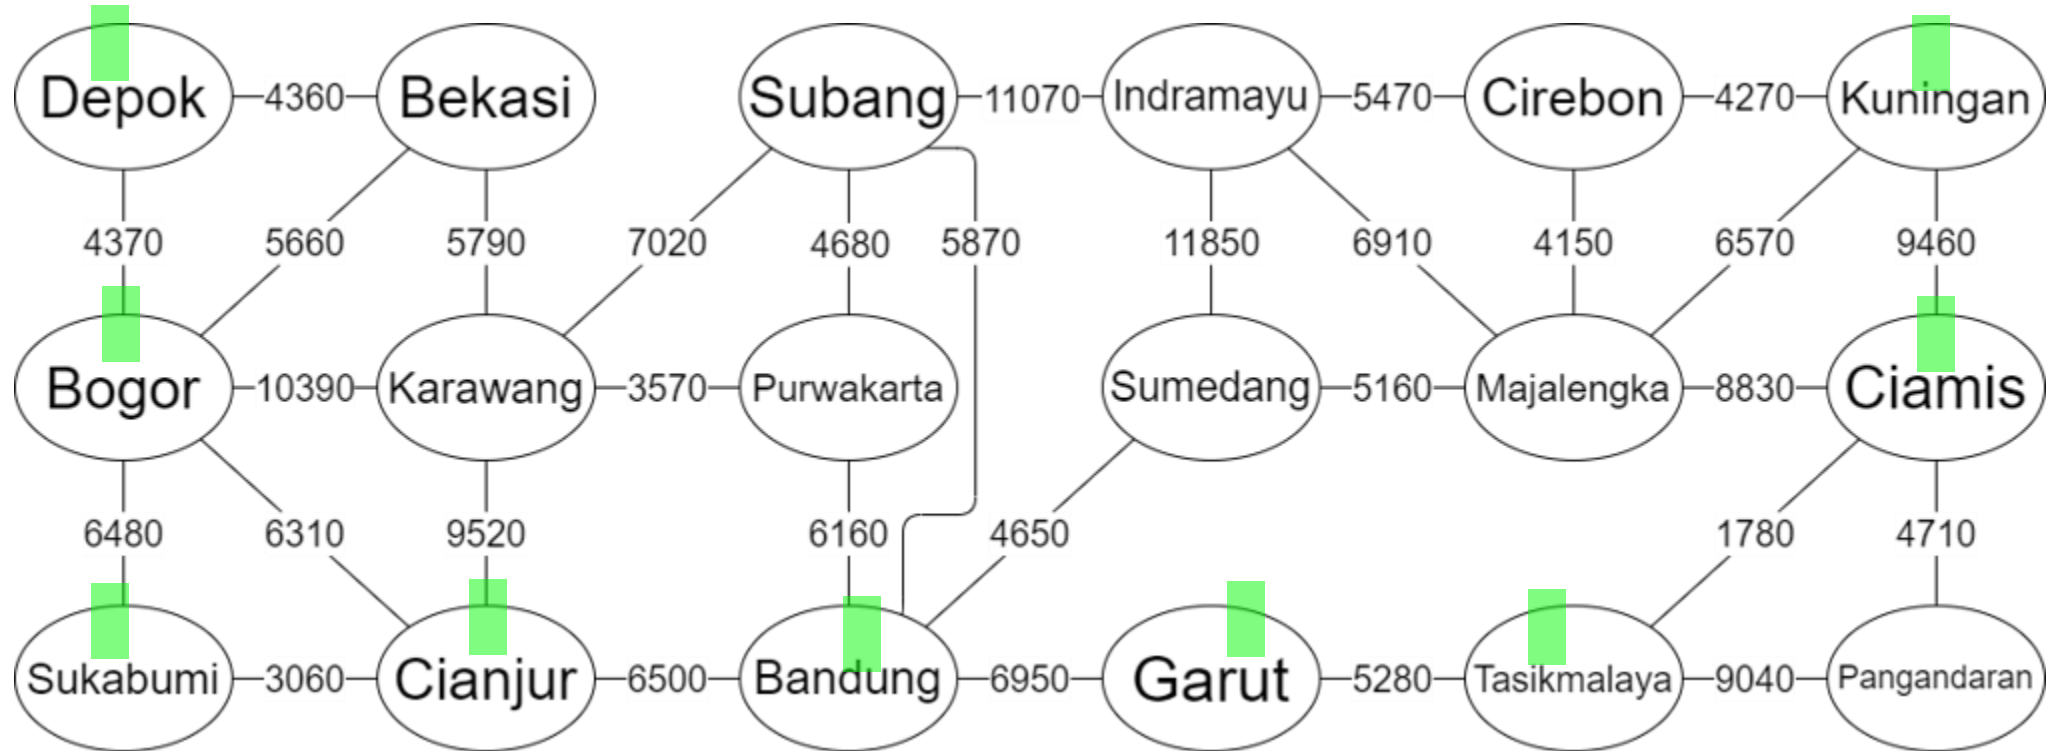 Depok 4360 Bekasi Subang 11070 Indramayu 5470 Cirebon 4270 Kuningan
4370 5660 5790 7020 4680 5870 11850 6910 4150 6570 9460
Bogor 10390 Karawang 3570 Purwakarta Sumedang 5160 Majalengka 8830 Ciamis
6480 6310 9520 6160 4650 1780 4710
Sukabumi 3060 Cianjur 6500 Bandung 6950 Garut 5280 Tasikmalaya 9040 Pangandaran